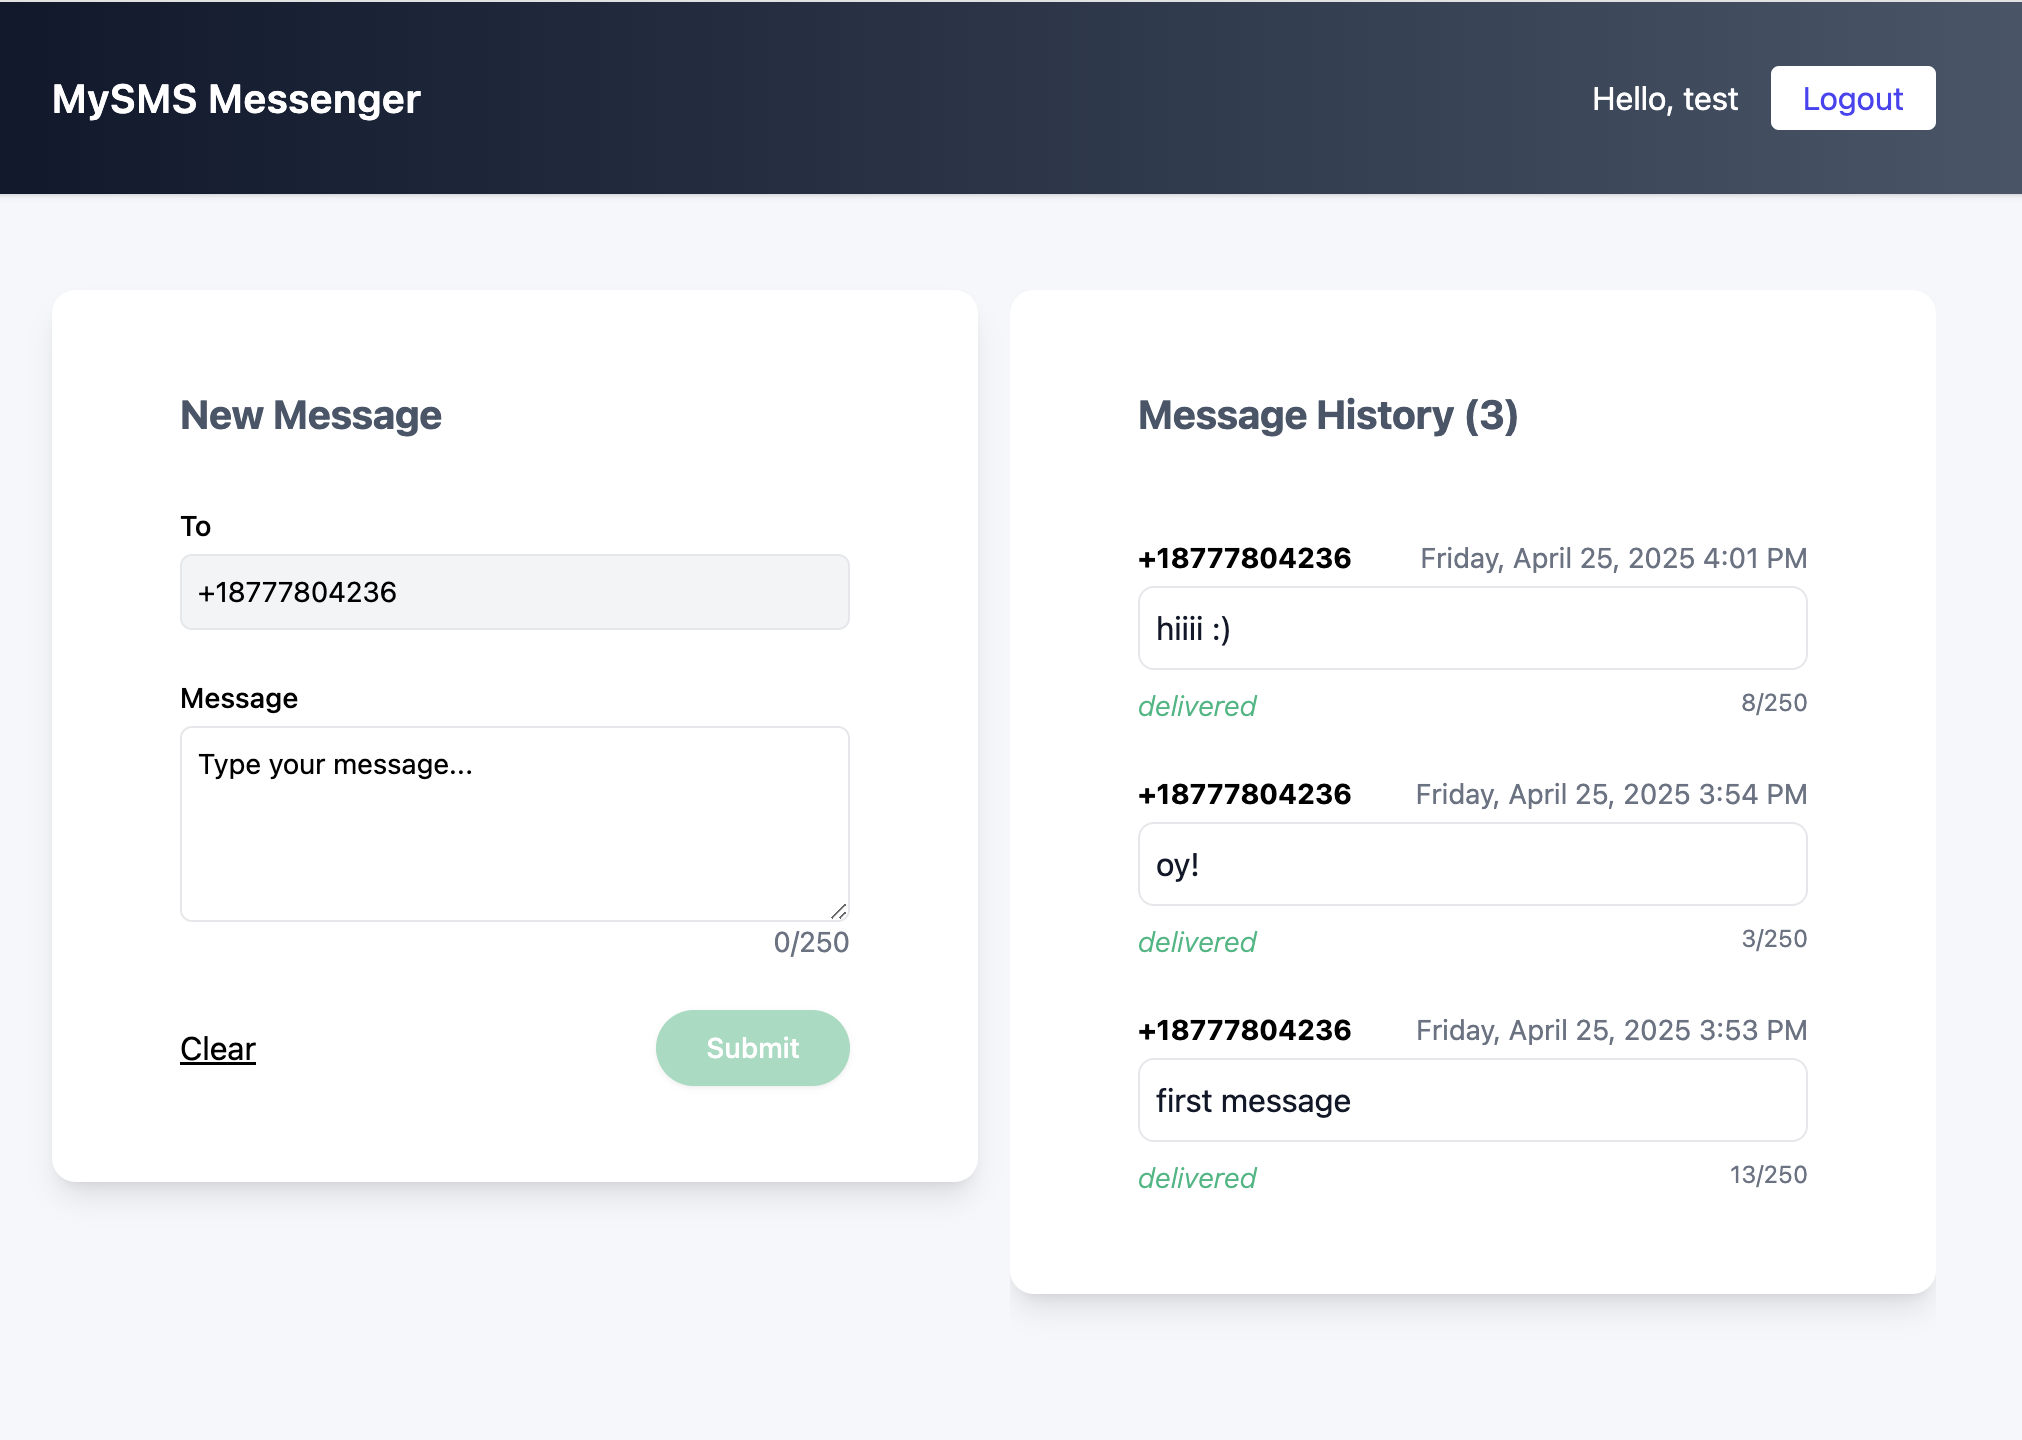 MySMS Messenger
Hello, test
Logout
New Message
To
+18777804236
Message
Type your message...
0/250
Clear
Submit
Message History (3)
+18777804236 Friday, April 25, 2025 4:01 PM
hiiii :)
delivered 8/250
+18777804236 Friday, April 25, 2025 3:54 PM
oy!
delivered 3/250
+18777804236 Friday, April 25, 2025 3:53 PM
first message
delivered 13/250